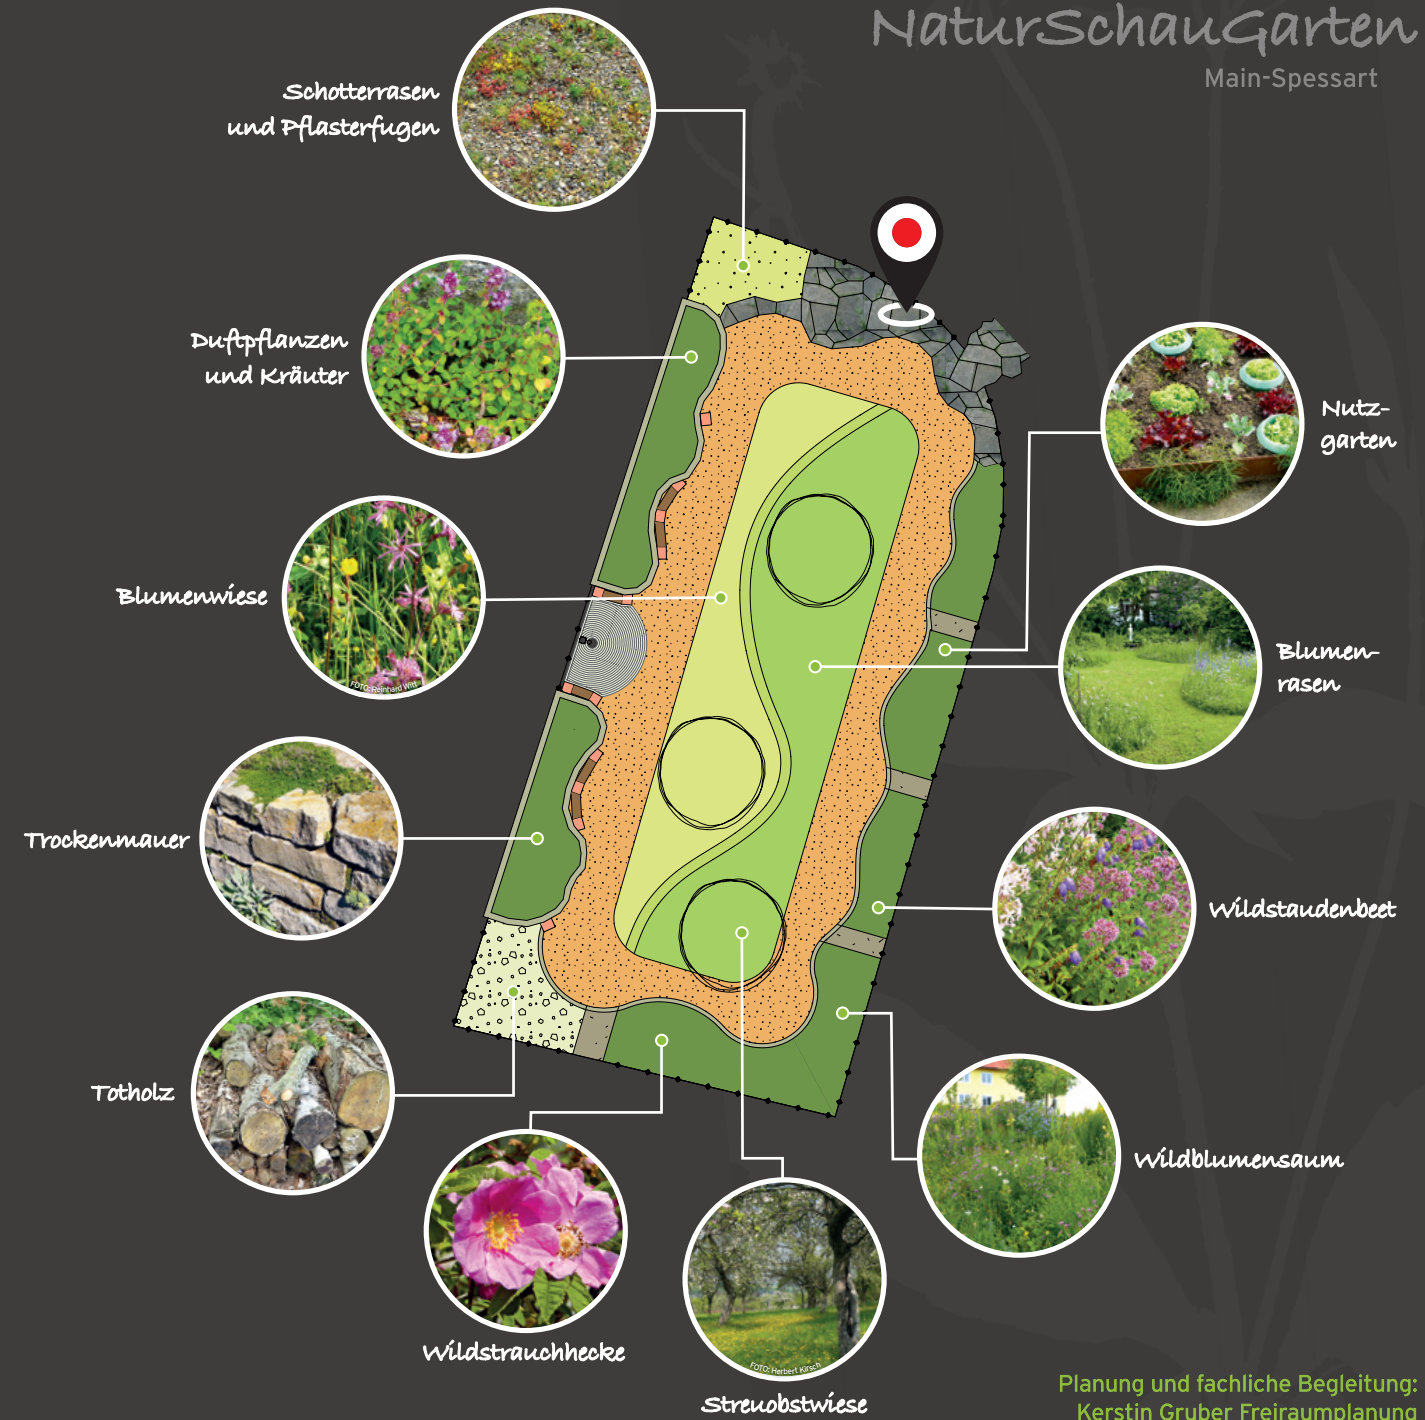 NaturSchauGarten
Main-Spessart
Schotterrasen
und Pflasterfugen
Duftpflanzen
und Kräuter
Nutz-
garten
Blumenwiese
FOTO: Reinhard Witt
Blumen-
rasen
Trockenmauer
Wildstaudenbeet
Totholz
Wildblumensaum
Wildstrauchhecke
FOTO: Herbert Kirsch
Streuobstwiese
Planung und fachliche Begleitung:
Kerstin Gruber Freiraumplanung